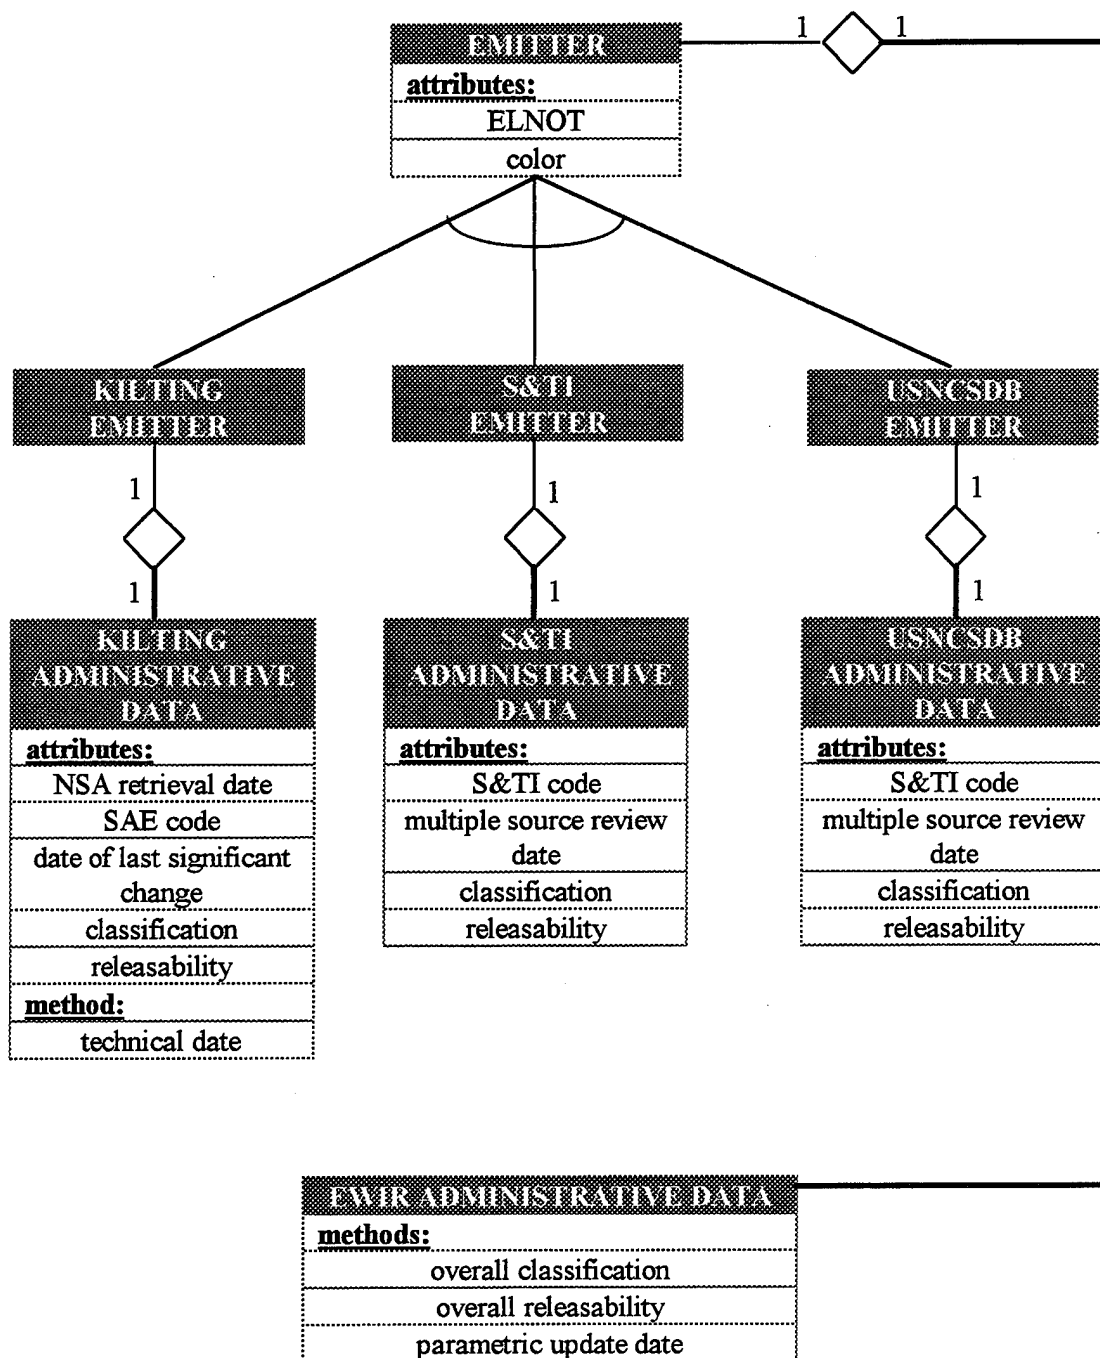 1
1
EMITTER
attributes:
ELNOT
color
KILTING
EMITTER
S&TI
EMITTER
USNCSDB
EMITTER
1
1
1
1
1
1
KILTING
ADMINISTRATIVE
DATA
attributes:
NSA retrieval date
SAE code
date of last significant
change
classification
releasability
method:
technical date
S&TI
ADMINISTRATIVE
DATA
attributes:
S&TI code
multiple source review
date
classification
releasability
USNCSDB
ADMINISTRATIVE
DATA
attributes:
S&TI code
multiple source review
date
classification
releasability
EWIR ADMINISTRATIVE DATA
methods:
overall classification
overall releasability
parametric update date